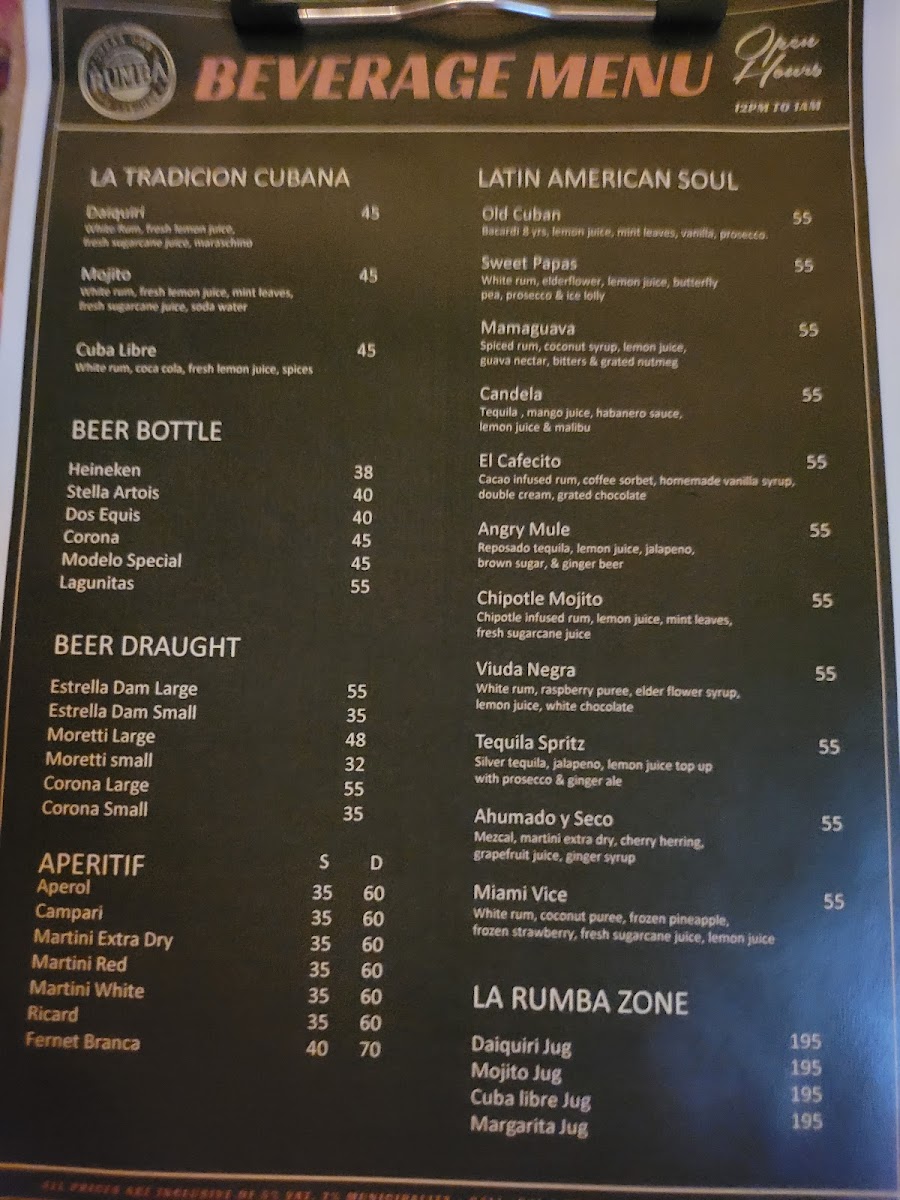 RUMBA
BEVERAGE MENU
Open
Hours
12PM TO 1AM
LA TRADICION CUBANA
Daiquiri 45
White Rum, fresh lemon juice,
fresh sugarcane juice, maraschino
Mojito 45
White rum, fresh lemon juice, mint leaves,
fresh sugarcane juice, soda water
Cuba Libre 45
White rum, coca cola, fresh lemon juice, spices
BEER BOTTLE
Heineken 38
Stella Artois 40
Dos Equis 40
Corona 45
Modelo Special 45
Lagunitas 55
BEER DRAUGHT
Estrella Dam Large 55
Estrella Dam Small 35
Moretti Large 48
Moretti small 32
Corona Large 55
Corona Small 35
APERITIF S D
Aperol 35 60
Campari 35 60
Martini Extra Dry 35 60
Martini Red 35 60
Martini White 35 60
Ricard 35 60
Fernet Branca 40 70
LATIN AMERICAN SOUL
Old Cuban 55
Bacardi 8 yrs, lemon juice, mint leaves, vanilla, prosecco.
Sweet Papas 55
White rum, elderflower, lemon juice, butterfly
pea, prosecco & ice lolly
Mamaguava 55
Spiced rum, coconut syrup, lemon juice,
guava nectar, bitters & grated nutmeg
Candela 55
Tequila , mango juice, habanero sauce,
lemon juice & malibu
El Cafecito 55
Cacao infused rum, coffee sorbet, homemade vanilla syrup,
double cream, grated chocolate
Angry Mule 55
Reposado tequila, lemon juice, jalapeno,
brown sugar, & ginger beer
Chipotle Mojito 55
Chipotle infused rum, lemon juice, mint leaves,
fresh sugarcane juice
Viuda Negra 55
White rum, raspberry puree, elder flower syrup,
lemon juice, white chocolate
Tequila Spritz 55
Silver tequila, jalapeno, lemon juice top up
with prosecco & ginger ale
Ahumado y Seco 55
Mezcal, martini extra dry, cherry herring,
grapefruit juice, ginger syrup
Miami Vice 55
White rum, coconut puree, frozen pineapple,
frozen strawberry, fresh sugarcane juice, lemon juice
LA RUMBA ZONE
Daiquiri Jug 195
Mojito Jug 195
Cuba libre Jug 195
Margarita Jug 195
ALL PRICES ARE INCLUSIVE OF 5% VAT, 7% MUNICIPALITY